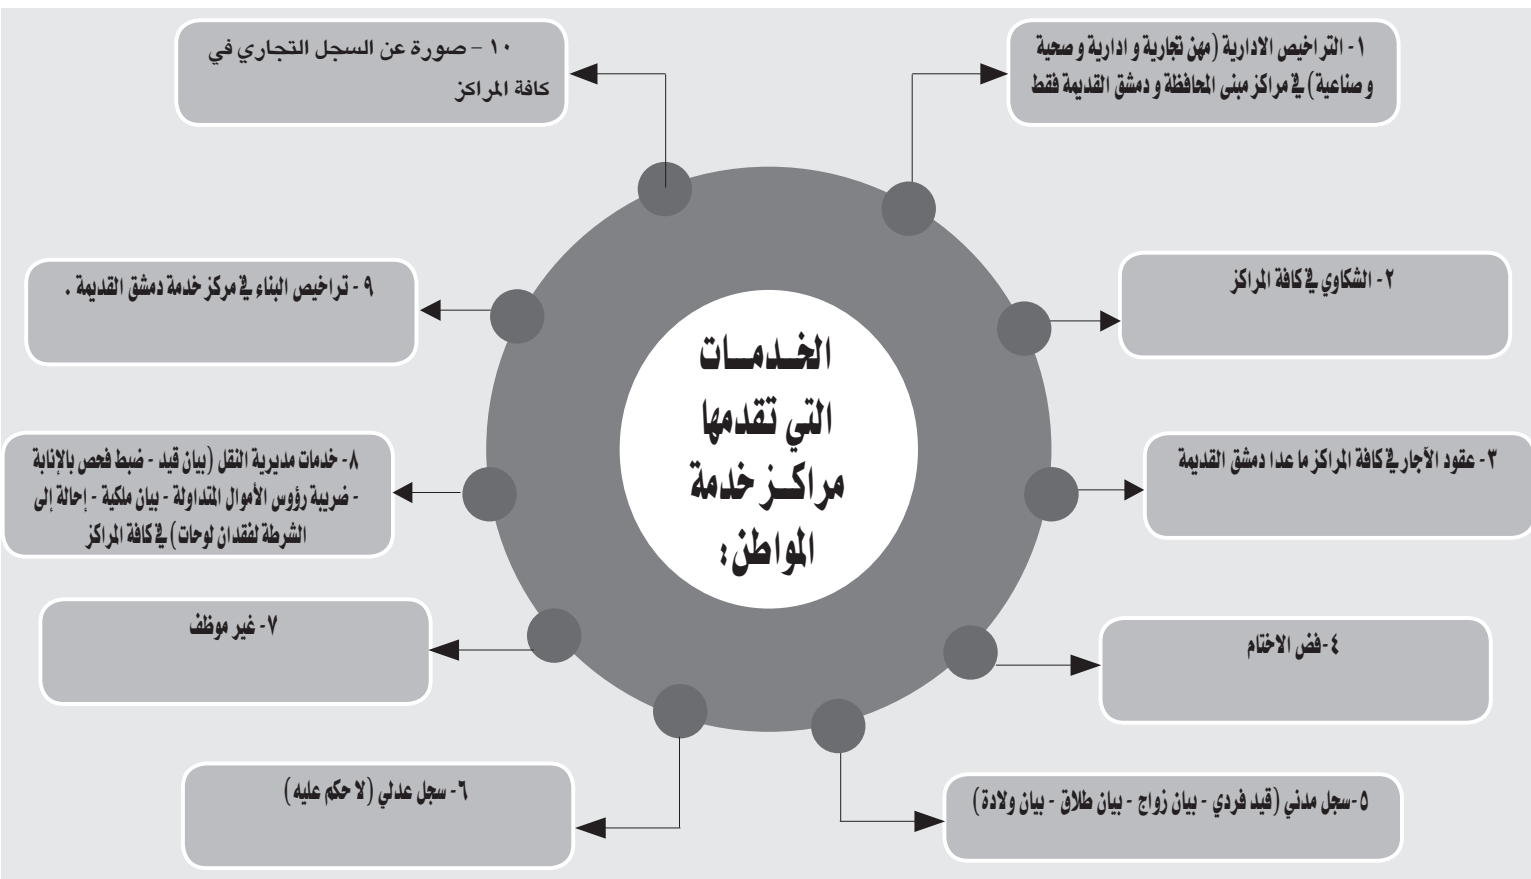 الخـدمـات
التي تقدمها
مراكـز خدمة
المواطن:
١- التراخيص الادارية (مهن تجارية و ادارية و صحية
و صناعية) في مراكز مبنى المحافظة و دمشق القديمة فقط
٢- الشكاوي في كافة المراكز
٣- عقود الآجار في كافة المراكز ما عدا دمشق القديمة
٤-فض الاختام
٥-سجل مدني (قيد فردي - بيان زواج - بيان طلاق - بيان ولادة)
٦- سجل عدلي (لا حكم عليه)
٧- غير موظف
٨- خدمات مديرية النقل (بيان قيد - ضبط فحص بالإنابة
- ضريبة رؤوس الأموال المتداولة - بيان ملكية - إحالة إلى
الشرطة لفقدان لوحات) في كافة المراكز
٩ - تراخيص البناء في مركز خدمة دمشق القديمة .
١٠ – صورة عن السجل التجاري في
كافة المراكز